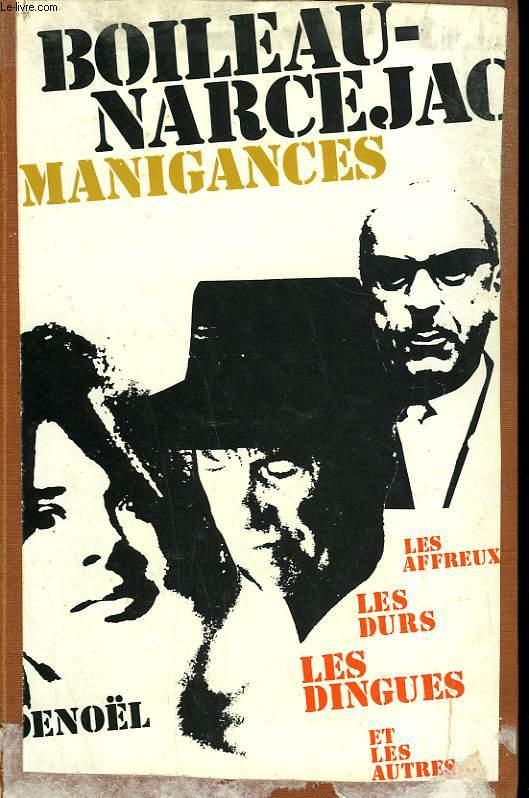 Le-livre.com
BOILEAU-
NARCEJAC
MANIGANCES
LES
AFFREUX
LES
DURS
LES
DINGUES
ET
LES
AUTRES...
DENOËL